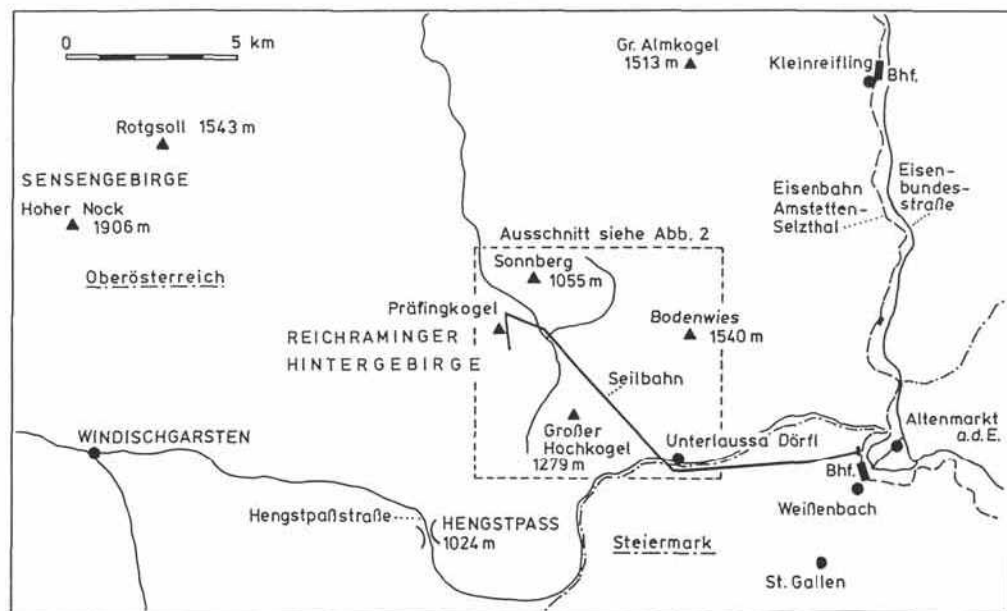 0 5 km
Gr. Almkogel
1513 m
Kleinreifling
Bhf.
Rotgsoll 1543 m
SENSENGEBIRGE
Hoher Nock
1906 m
Oberösterreich
Eisenbahn
Amstetten-
Selzthal
Eisen-
bundes-
straße
Ausschnitt siehe Abb. 2
Sonnberg
1055 m
Präfingkogel
REICHRAMINGER
HINTERGEBIRGE
Bodenwies
1540 m
Seilbahn
Großer
Hochkogel
1279 m
WINDISCHGARSTEN
Unterlaussa Dörfl
Altenmarkt
a.d.E.
Bhf.
Weißenbach
Hengstpaßstraße
HENGSTPASS
1024 m
Steiermark
St. Gallen